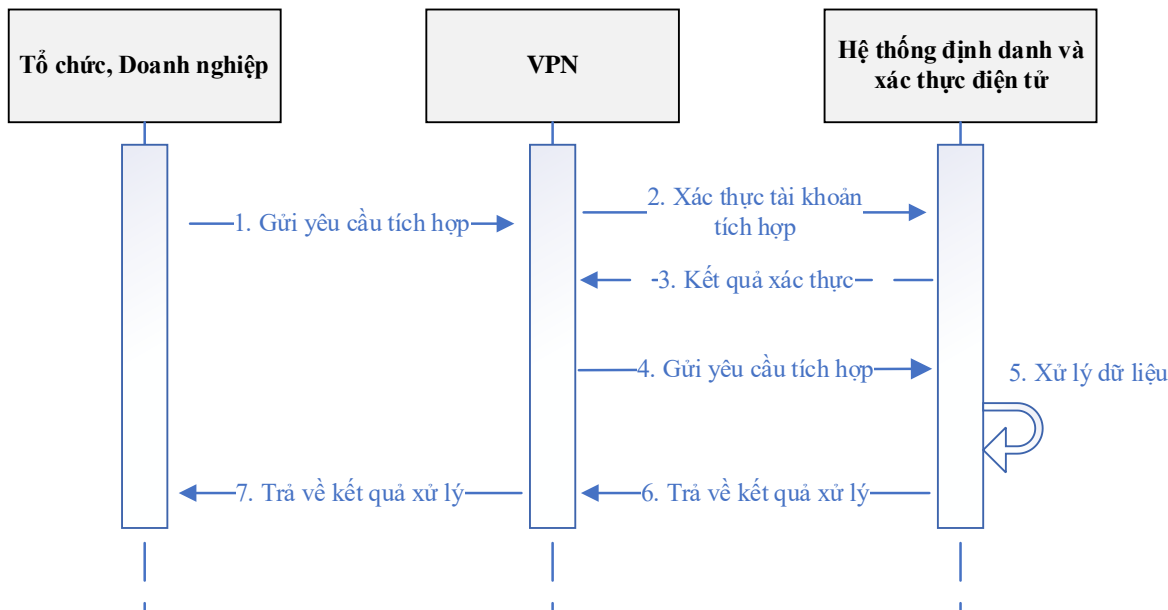 Tổ chức, Doanh nghiệp
VPN
Hệ thống định danh và
xác thực điện tử
1. Gửi yêu cầu tích hợp
2. Xác thực tài khoản
tích hợp
3. Kết quả xác thực
4. Gửi yêu cầu tích hợp
5. Xử lý dữ liệu
7. Trả về kết quả xử lý
6. Trả về kết quả xử lý